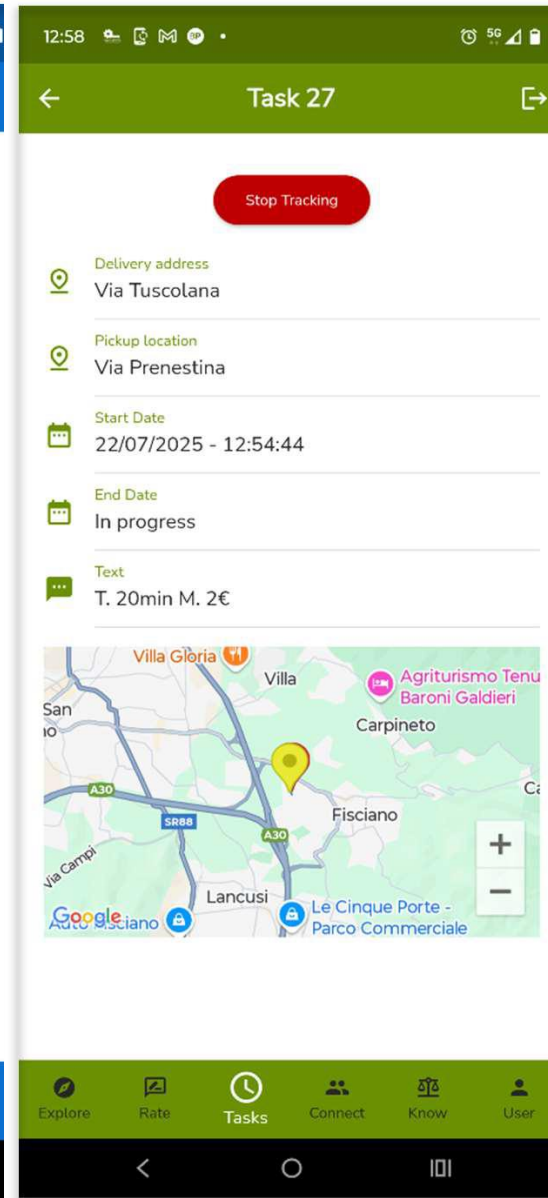 12:58
5G
Task 27
Stop Tracking
Delivery address
Via Tuscolana
Pickup location
Via Prenestina
Start Date
22/07/2025 - 12:54:44
End Date
In progress
Text
T. 20min M. 2€
Villa Gloria
Villa
Agriturismo Tenu
Baroni Galdieri
San
Carpineto
A30
SR88
A30
Fisciano
Via Campi
Lancusi
Google
Le Cinque Porte -
Parco Commerciale
Explore
Rate
Tasks
Connect
Know
User